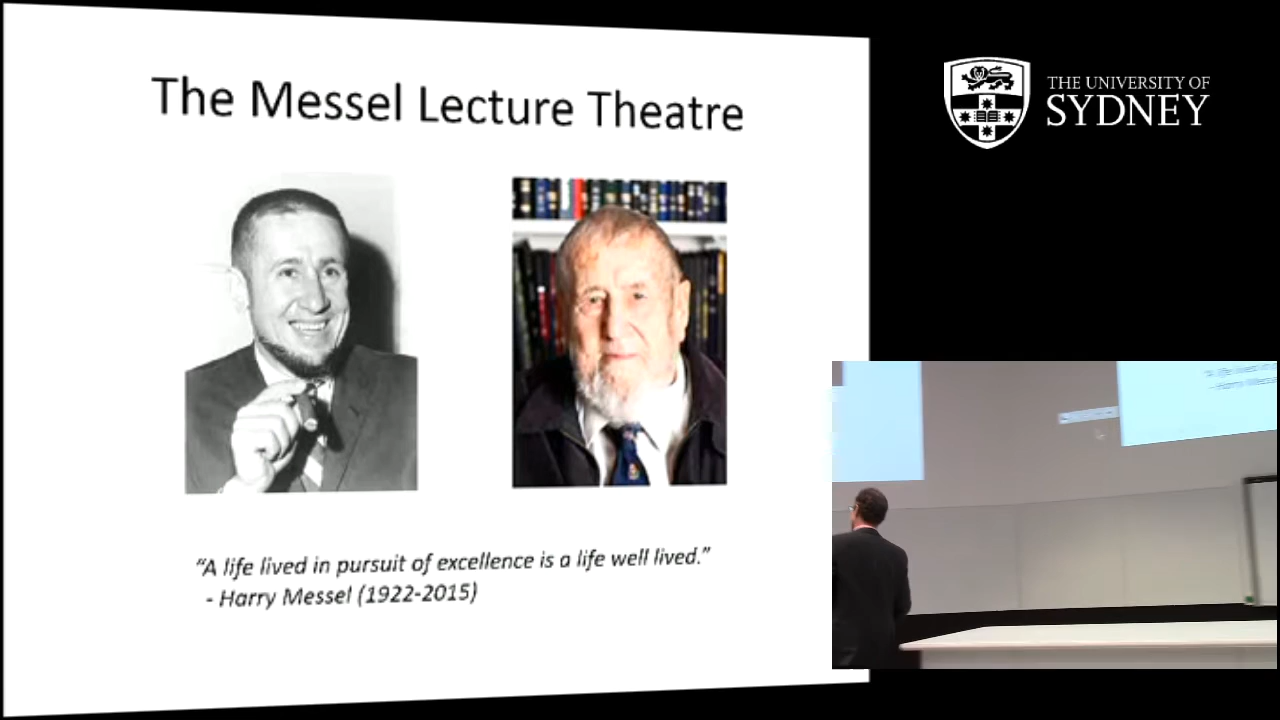 The Messel Lecture Theatre
“A life lived in pursuit of excellence is a life well lived.”
- Harry Messel (1922-2015)
THE UNIVERSITY OF
SYDNEY